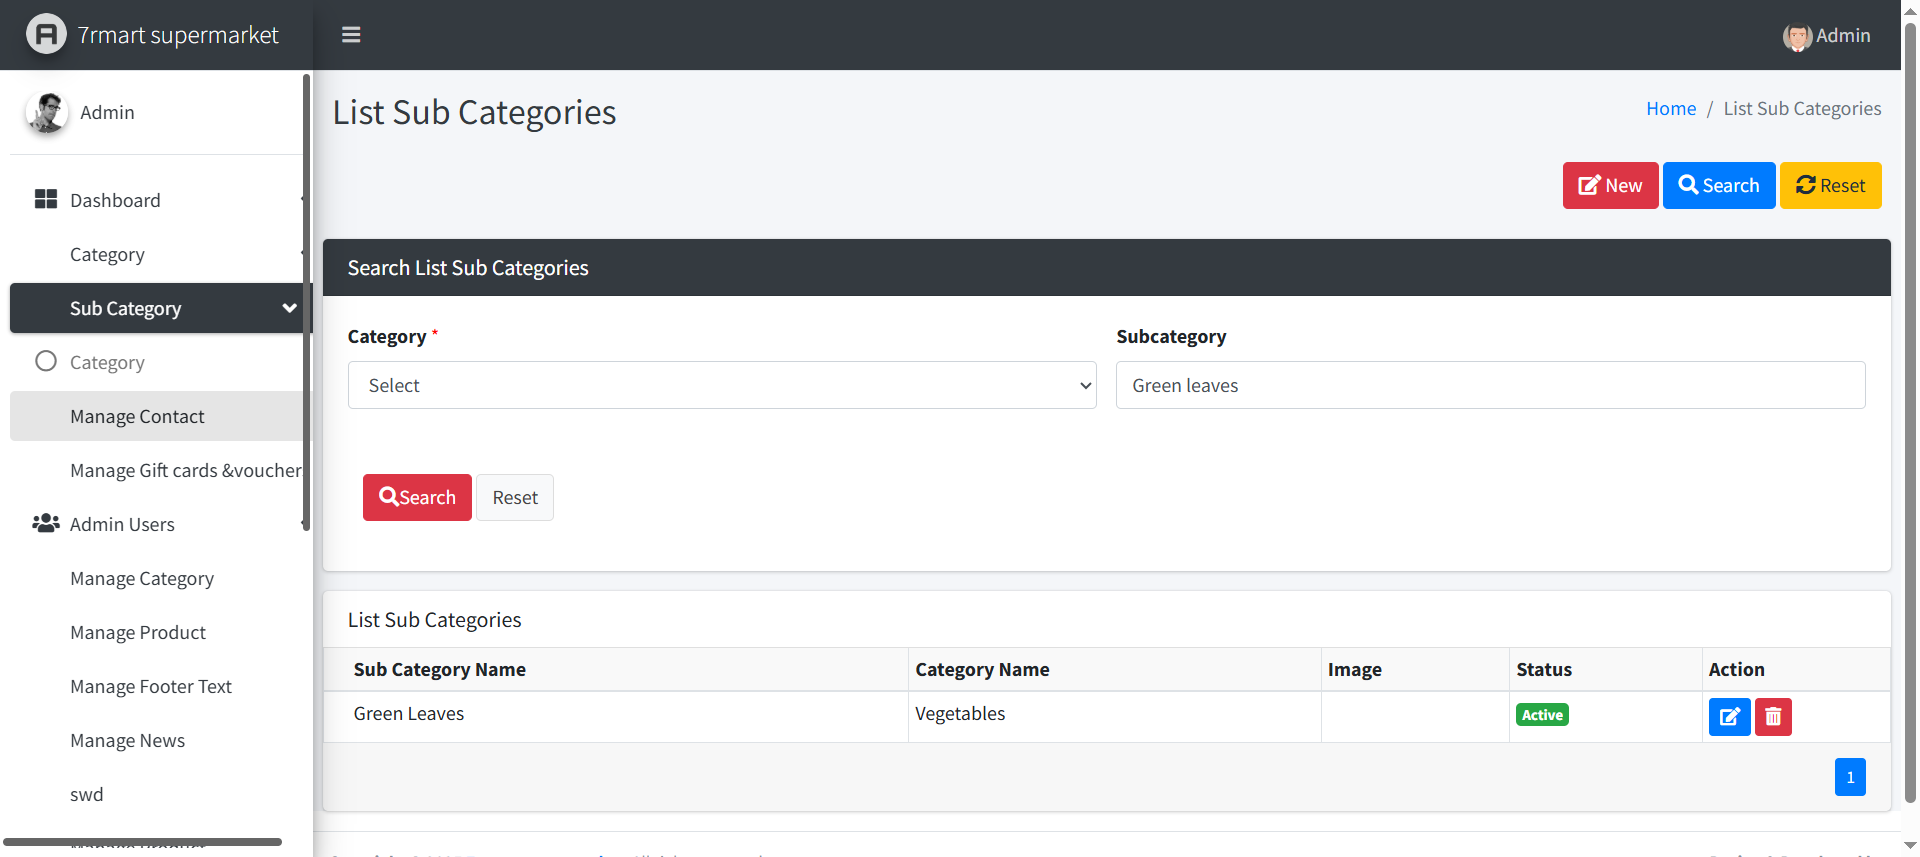 7rmart supermarket
Admin
Admin
List Sub Categories
Home / List Sub Categories
New
Search
Reset
Dashboard
Category
Sub Category
Category
Manage Contact
Manage Gift cards &voucher
Admin Users
Manage Category
Manage Product
Manage Footer Text
Manage News
swd
Search List Sub Categories
Category *
Subcategory
Select
Green leaves
Search
Reset
List Sub Categories
Sub Category Name Category Name Image Status Action
Green Leaves Vegetables Active
1